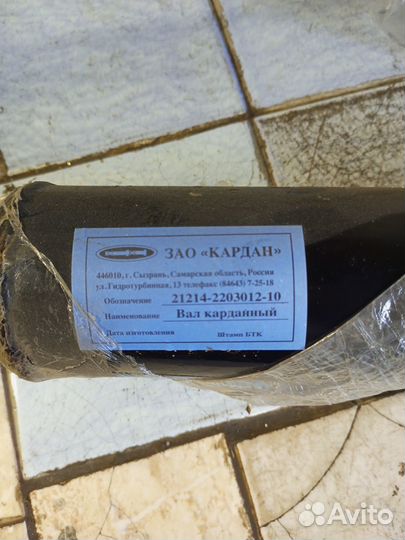 ЗАО «КАРДАН»
446010, г. Сызрань, Самарская область, Россия
ул. Гидротурбинная, 13 телефакс (84643) 7-25-18
Обозначение 21214-2203012-10
Наименование Вал карданный
Дата изготовления Штамп БТК
Avito